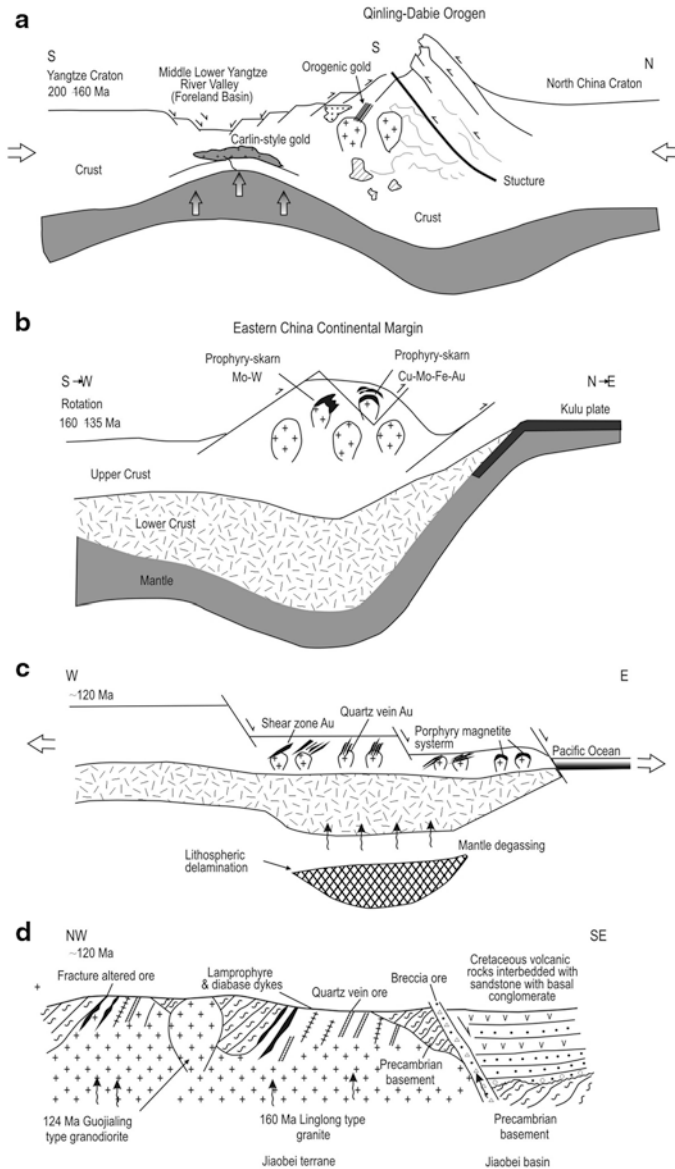 a
Qinling-Dabie Orogen
S
S
N
Yangtze Craton
200 160 Ma
Middle Lower Yangtze
River Valley
(Foreland Basin)
Orogenic gold
North China Craton
Carlin-style gold
Crust
Stucture
Crust
b
Eastern China Continental Margin
Prophyry-skarn
Mo-W
Prophyry-skarn
Cu-Mo-Fe-Au
S→W
N→E
Rotation
160 135 Ma
Kulu plate
Upper Crust
Lower Crust
Mantle
c
W
E
~120 Ma
Shear zone Au
Quartz vein Au
Porphyry magnetite
systerm
Pacific Ocean
Lithospheric
delamination
Mantle degassing
d
NW
SE
~120 Ma
Fracture altered ore
Lamprophyre
& diabase dykes
Quartz vein ore
Breccia ore
Cretaceous volcanic
rocks interbedded with
sandstone with basal
conglomerate
Precambrian
basement
124 Ma Guojialing
type granodiorite
160 Ma Linglong type
granite
Precambrian
basement
Jiaobei terrane
Jiaobei basin